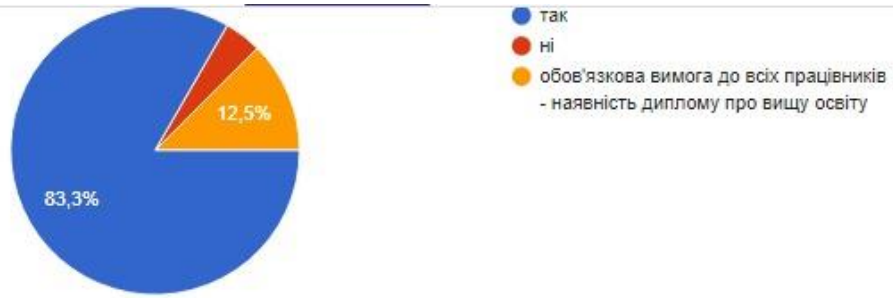 так
ні
обов'язкова вимога до всіх працівників
- наявність диплому про вищу освіту
12,5%
83,3%